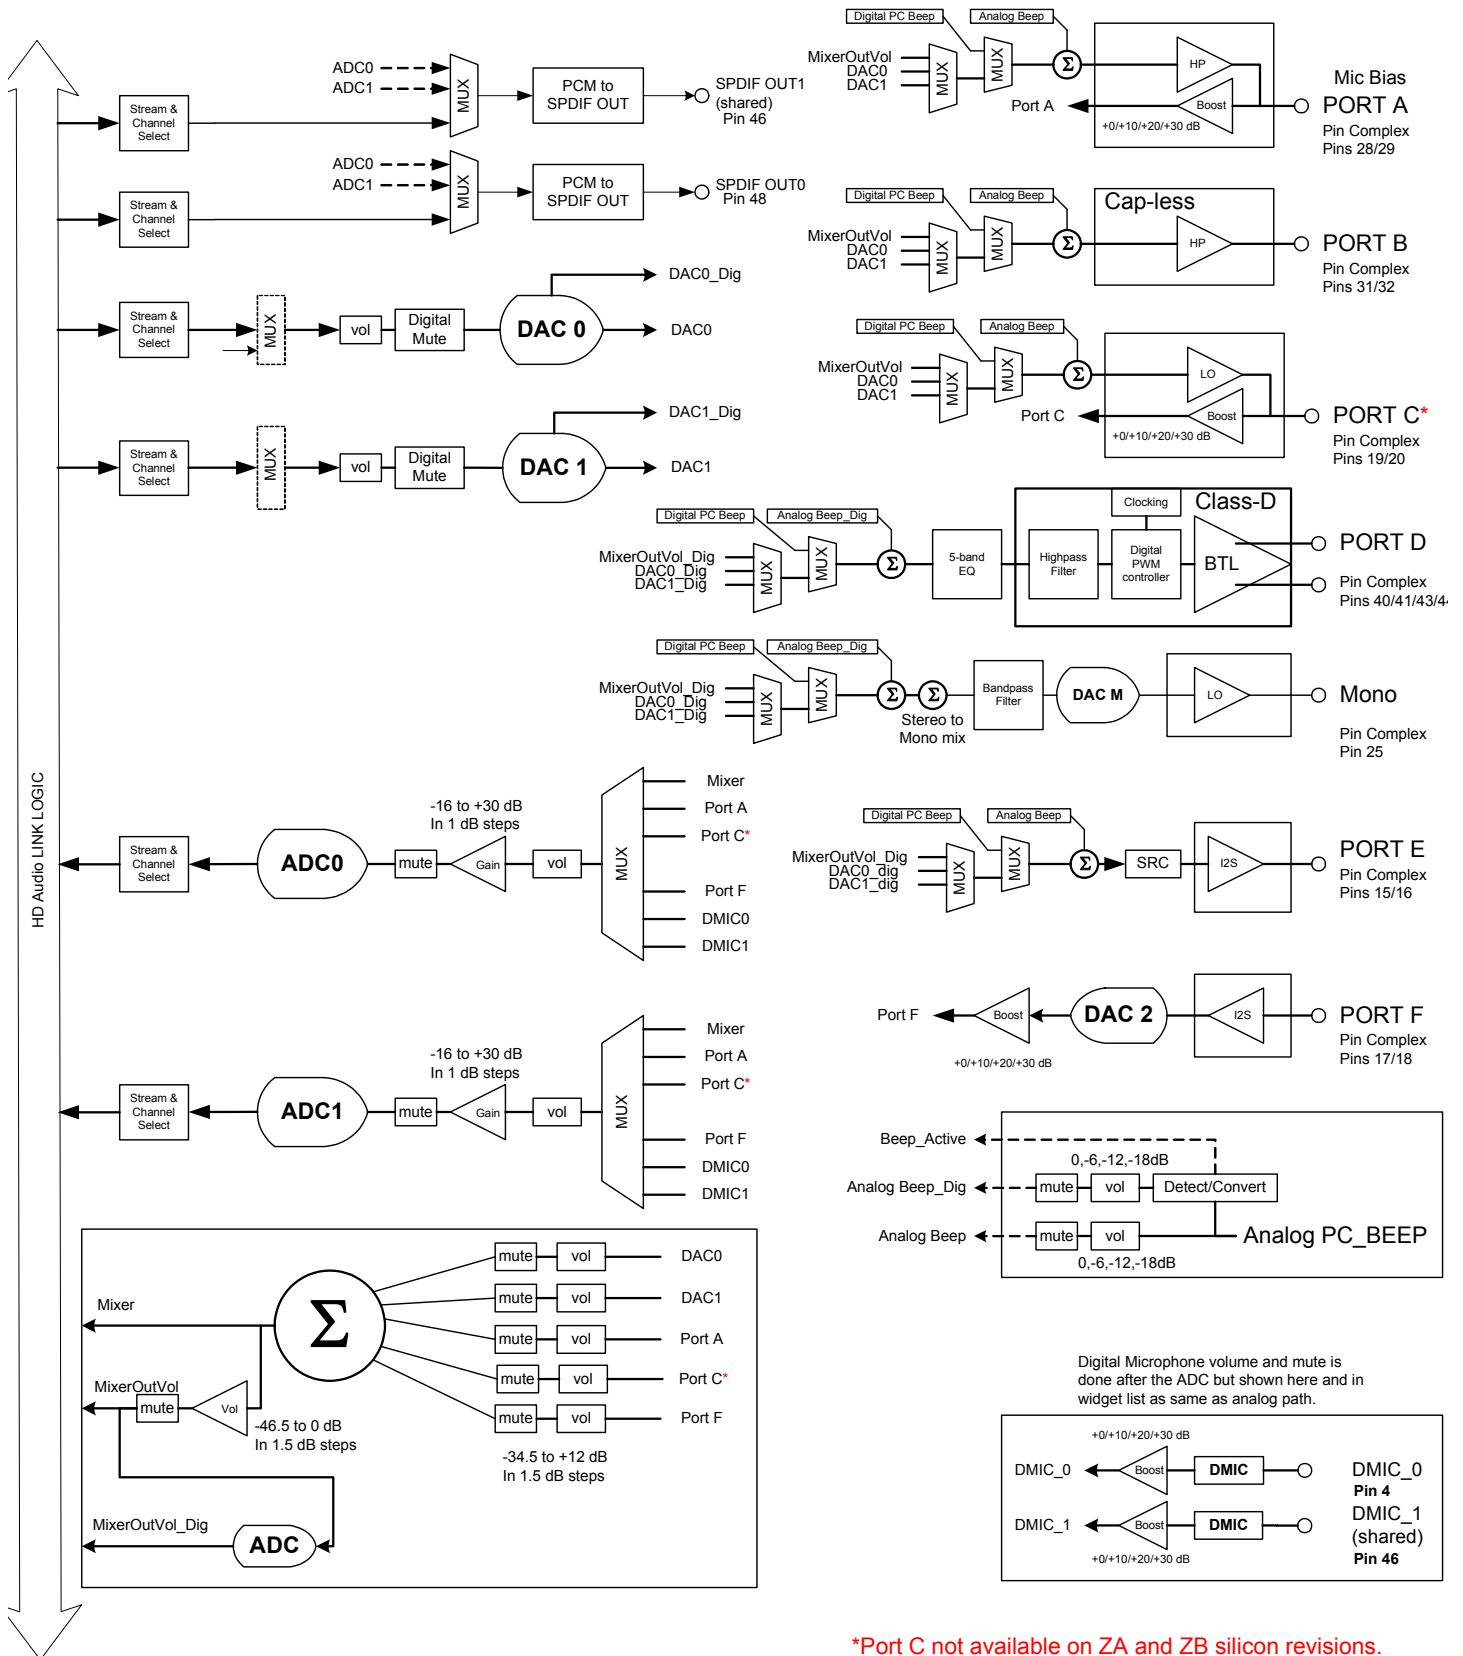 HD Audio LINK LOGIC
ADC0
ADC1
Stream &
Channel
Select
MUX
PCM to
SPDIF OUT
SPDIF OUT1
(shared)
Pin 46
ADC0
ADC1
Stream &
Channel
Select
MUX
PCM to
SPDIF OUT
SPDIF OUT0
Pin 48
Stream &
Channel
Select
MUX
vol
Digital
Mute
DAC 0
DAC0_Dig
DAC0
Stream &
Channel
Select
MUX
vol
Digital
Mute
DAC 1
DAC1_Dig
DAC1
Digital PC Beep
Analog Beep
MixerOutVol
DAC0
DAC1
MUX
MUX
Σ
HP
Boost
Port A
+0/+10/+20/+30 dB
Mic Bias
PORT A
Pin Complex
Pins 28/29
Digital PC Beep
Analog Beep
MixerOutVol
DAC0
DAC1
MUX
MUX
Σ
Cap-less
HP
PORT B
Pin Complex
Pins 31/32
Digital PC Beep
Analog Beep
MixerOutVol
DAC0
DAC1
MUX
MUX
Σ
LO
Boost
Port C
+0/+10/+20/+30 dB
PORT C*
Pin Complex
Pins 19/20
Digital PC Beep
Analog Beep_Dig
MixerOutVol_Dig
DAC0_Dig
DAC1_Dig
MUX
MUX
Σ
5-band
EQ
Highpass
Filter
Clocking
Digital
PWM
controller
Class-D
BTL
PORT D
Pin Complex
Pins 40/41/43/44
Digital PC Beep
Analog Beep_Dig
MixerOutVol_Dig
DAC0_Dig
DAC1_Dig
MUX
MUX
Σ
Σ
Stereo to
Mono mix
Bandpass
Filter
DAC M
LO
Mono
Pin Complex
Pin 25
Stream &
Channel
Select
ADC0
mute
-16 to +30 dB
In 1 dB steps
Gain
vol
MUX
Mixer
Port A
Port C*
Port F
DMIC0
DMIC1
Digital PC Beep
Analog Beep
MixerOutVol_Dig
DAC0_dig
DAC1_dig
MUX
MUX
Σ
SRC
I2S
PORT E
Pin Complex
Pins 15/16
Port F
Boost
+0/+10/+20/+30 dB
DAC 2
I2S
PORT F
Pin Complex
Pins 17/18
Stream &
Channel
Select
ADC1
mute
-16 to +30 dB
In 1 dB steps
Gain
vol
MUX
Mixer
Port A
Port C*
Port F
DMIC0
DMIC1
Beep_Active
0,-6,-12,-18dB
Analog Beep_Dig
mute
vol
Detect/Convert
Analog Beep
mute
vol
Analog PC_BEEP
0,-6,-12,-18dB
Mixer
Σ
mute
vol
DAC0
mute
vol
DAC1
mute
vol
Port A
mute
vol
Port C*
mute
vol
Port F
-34.5 to +12 dB
In 1.5 dB steps
MixerOutVol
mute
Vol
-46.5 to 0 dB
In 1.5 dB steps
MixerOutVol_Dig
ADC
Digital Microphone volume and mute is
done after the ADC but shown here and in
widget list as same as analog path.
+0/+10/+20/+30 dB
DMIC_0
Boost
DMIC
DMIC_0
Pin 4
DMIC_1
Boost
DMIC
DMIC_1
(shared)
Pin 46
+0/+10/+20/+30 dB
*Port C not available on ZA and ZB silicon revisions.